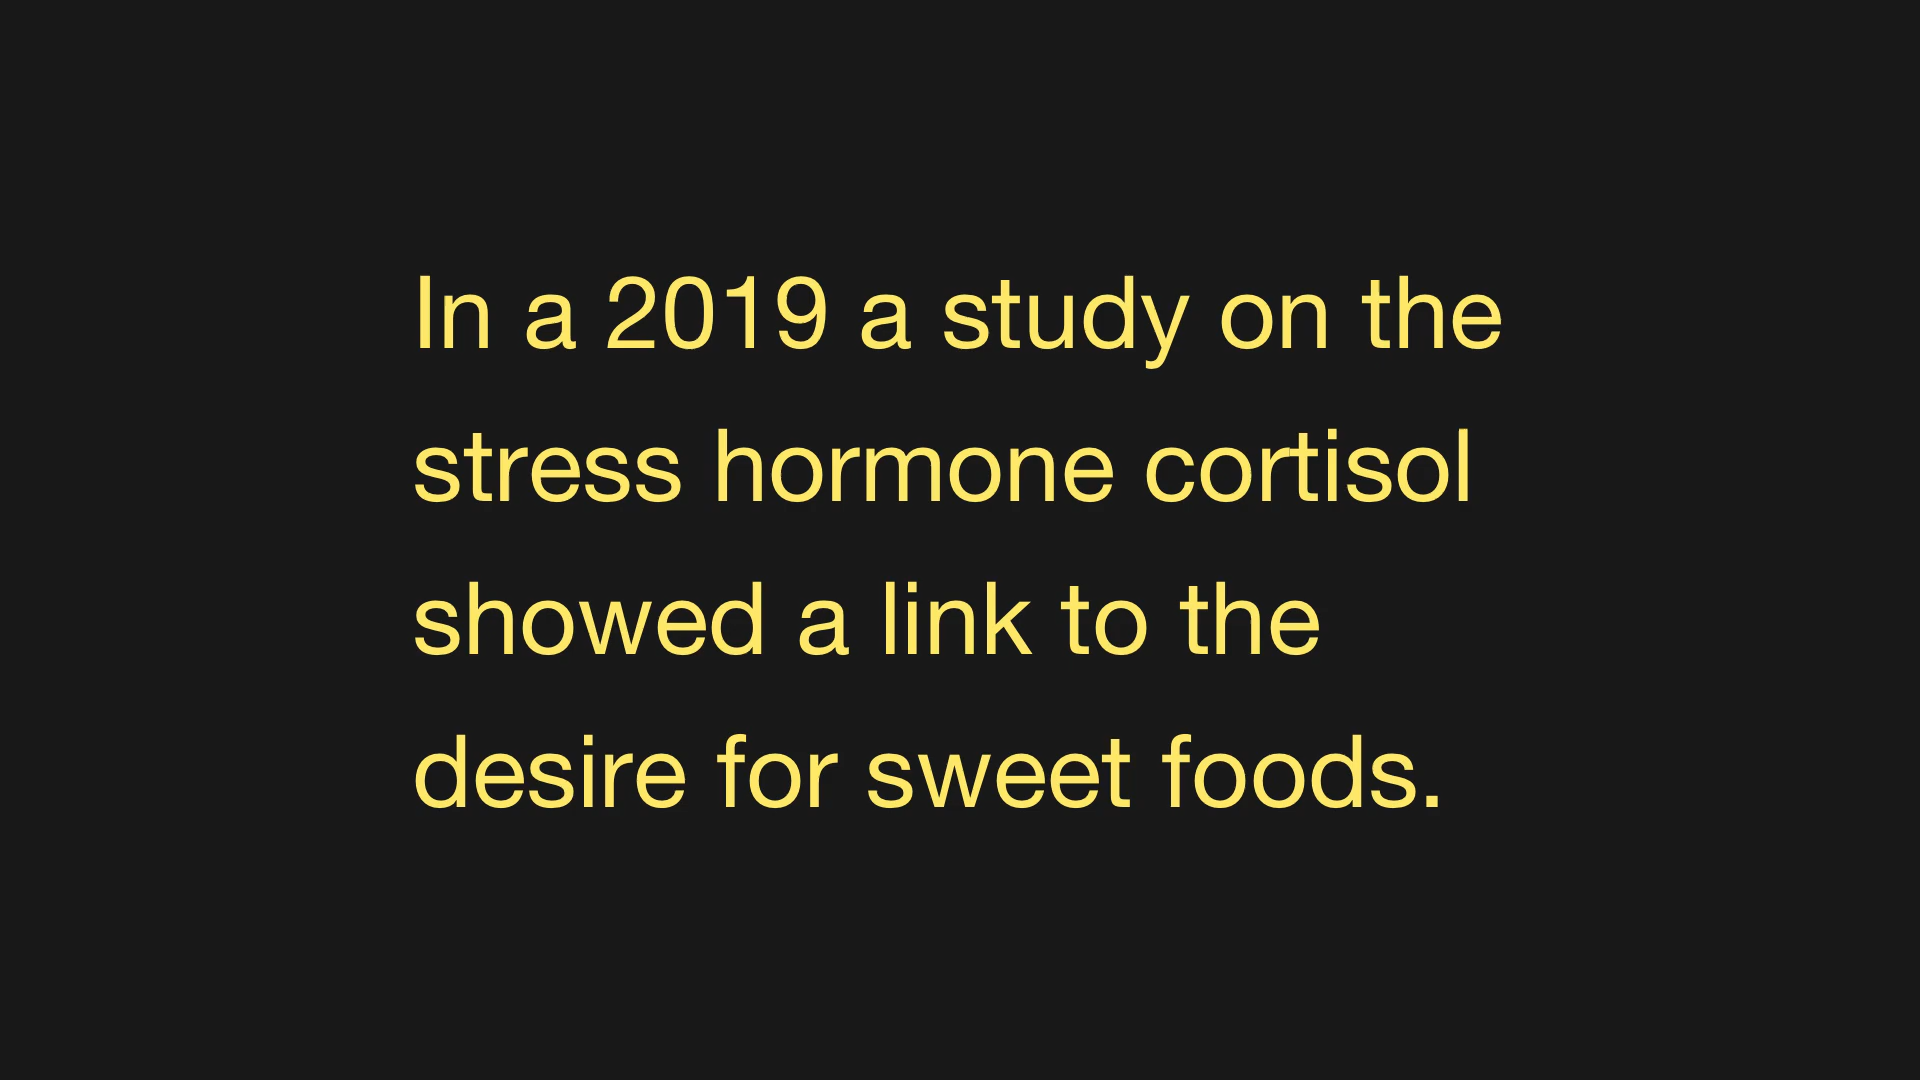 In a 2019 a study on the
stress hormone cortisol
showed a link to the
desire for sweet foods.